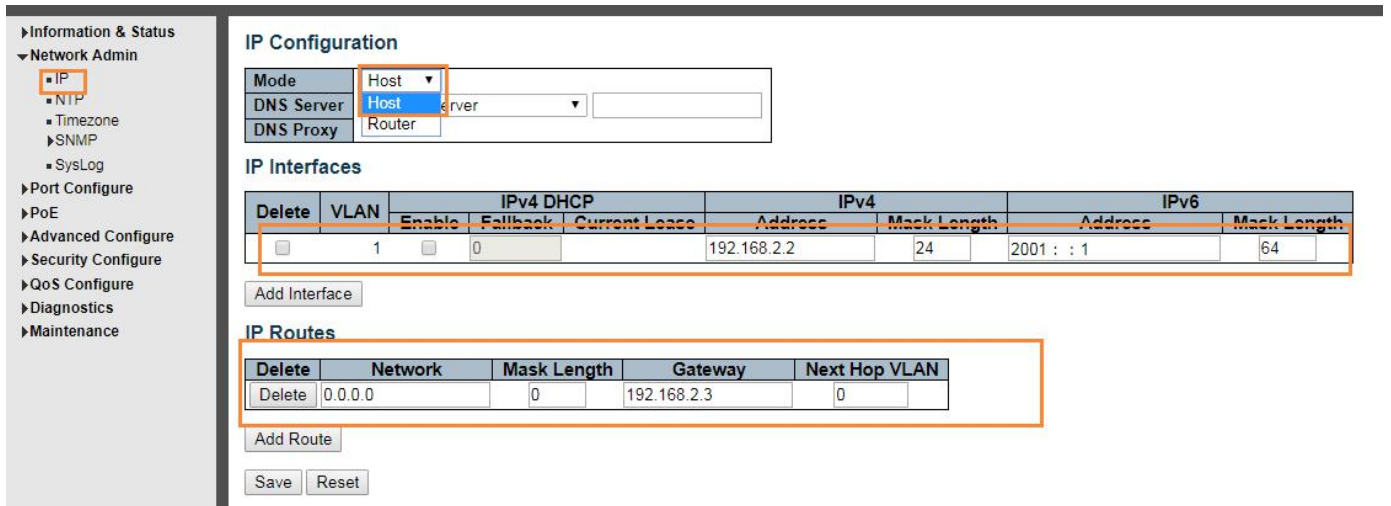 Information & Status
Network Admin
IP
NTP
Timezone
SNMP
SysLog
Port Configure
PoE
Advanced Configure
Security Configure
QoS Configure
Diagnostics
Maintenance
IP Configuration
Mode Host
DNS Server Host erver
DNS Proxy Router
IP Interfaces
Delete VLAN IPv4 DHCP IPv4 IPv6
Enable Fallback Current Lease Address Mask Length Address Mask Length
1 0 192.168.2.2 24 2001 : : 1 64
Add Interface
IP Routes
Delete Network Mask Length Gateway Next Hop VLAN
Delete 0.0.0.0 0 192.168.2.3 0
Add Route
Save Reset